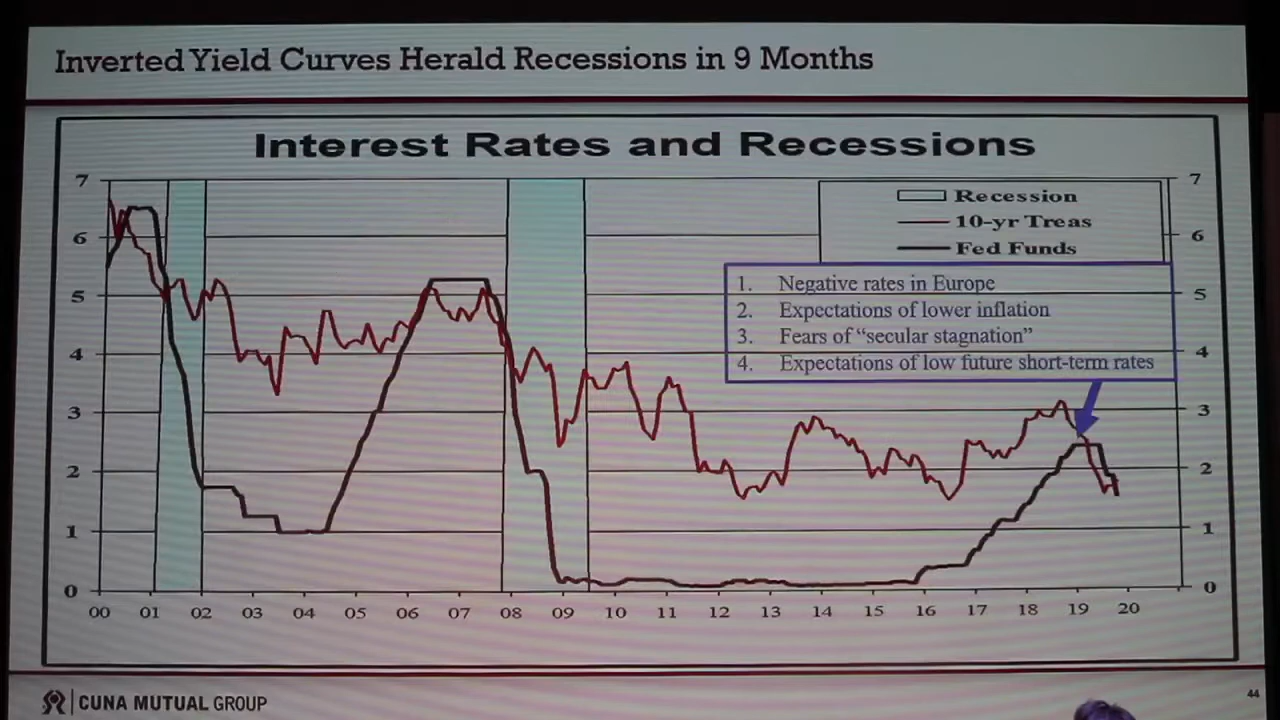 Inverted Yield Curves Herald Recessions in 9 Months
Interest Rates and Recessions
7 7
Recession
10-yr Treas
6 6
Fed Funds
1. Negative rates in Europe
5 5
2. Expectations of lower inflation
3. Fears of “secular stagnation”
4 4
4. Expectations of low future short-term rates
3 3
2 2
1 1
0 0
00 01 02 03 04 05 06 07 08 09 10 11 12 13 14 15 16 17 18 19 20
CUNA MUTUAL GROUP
44